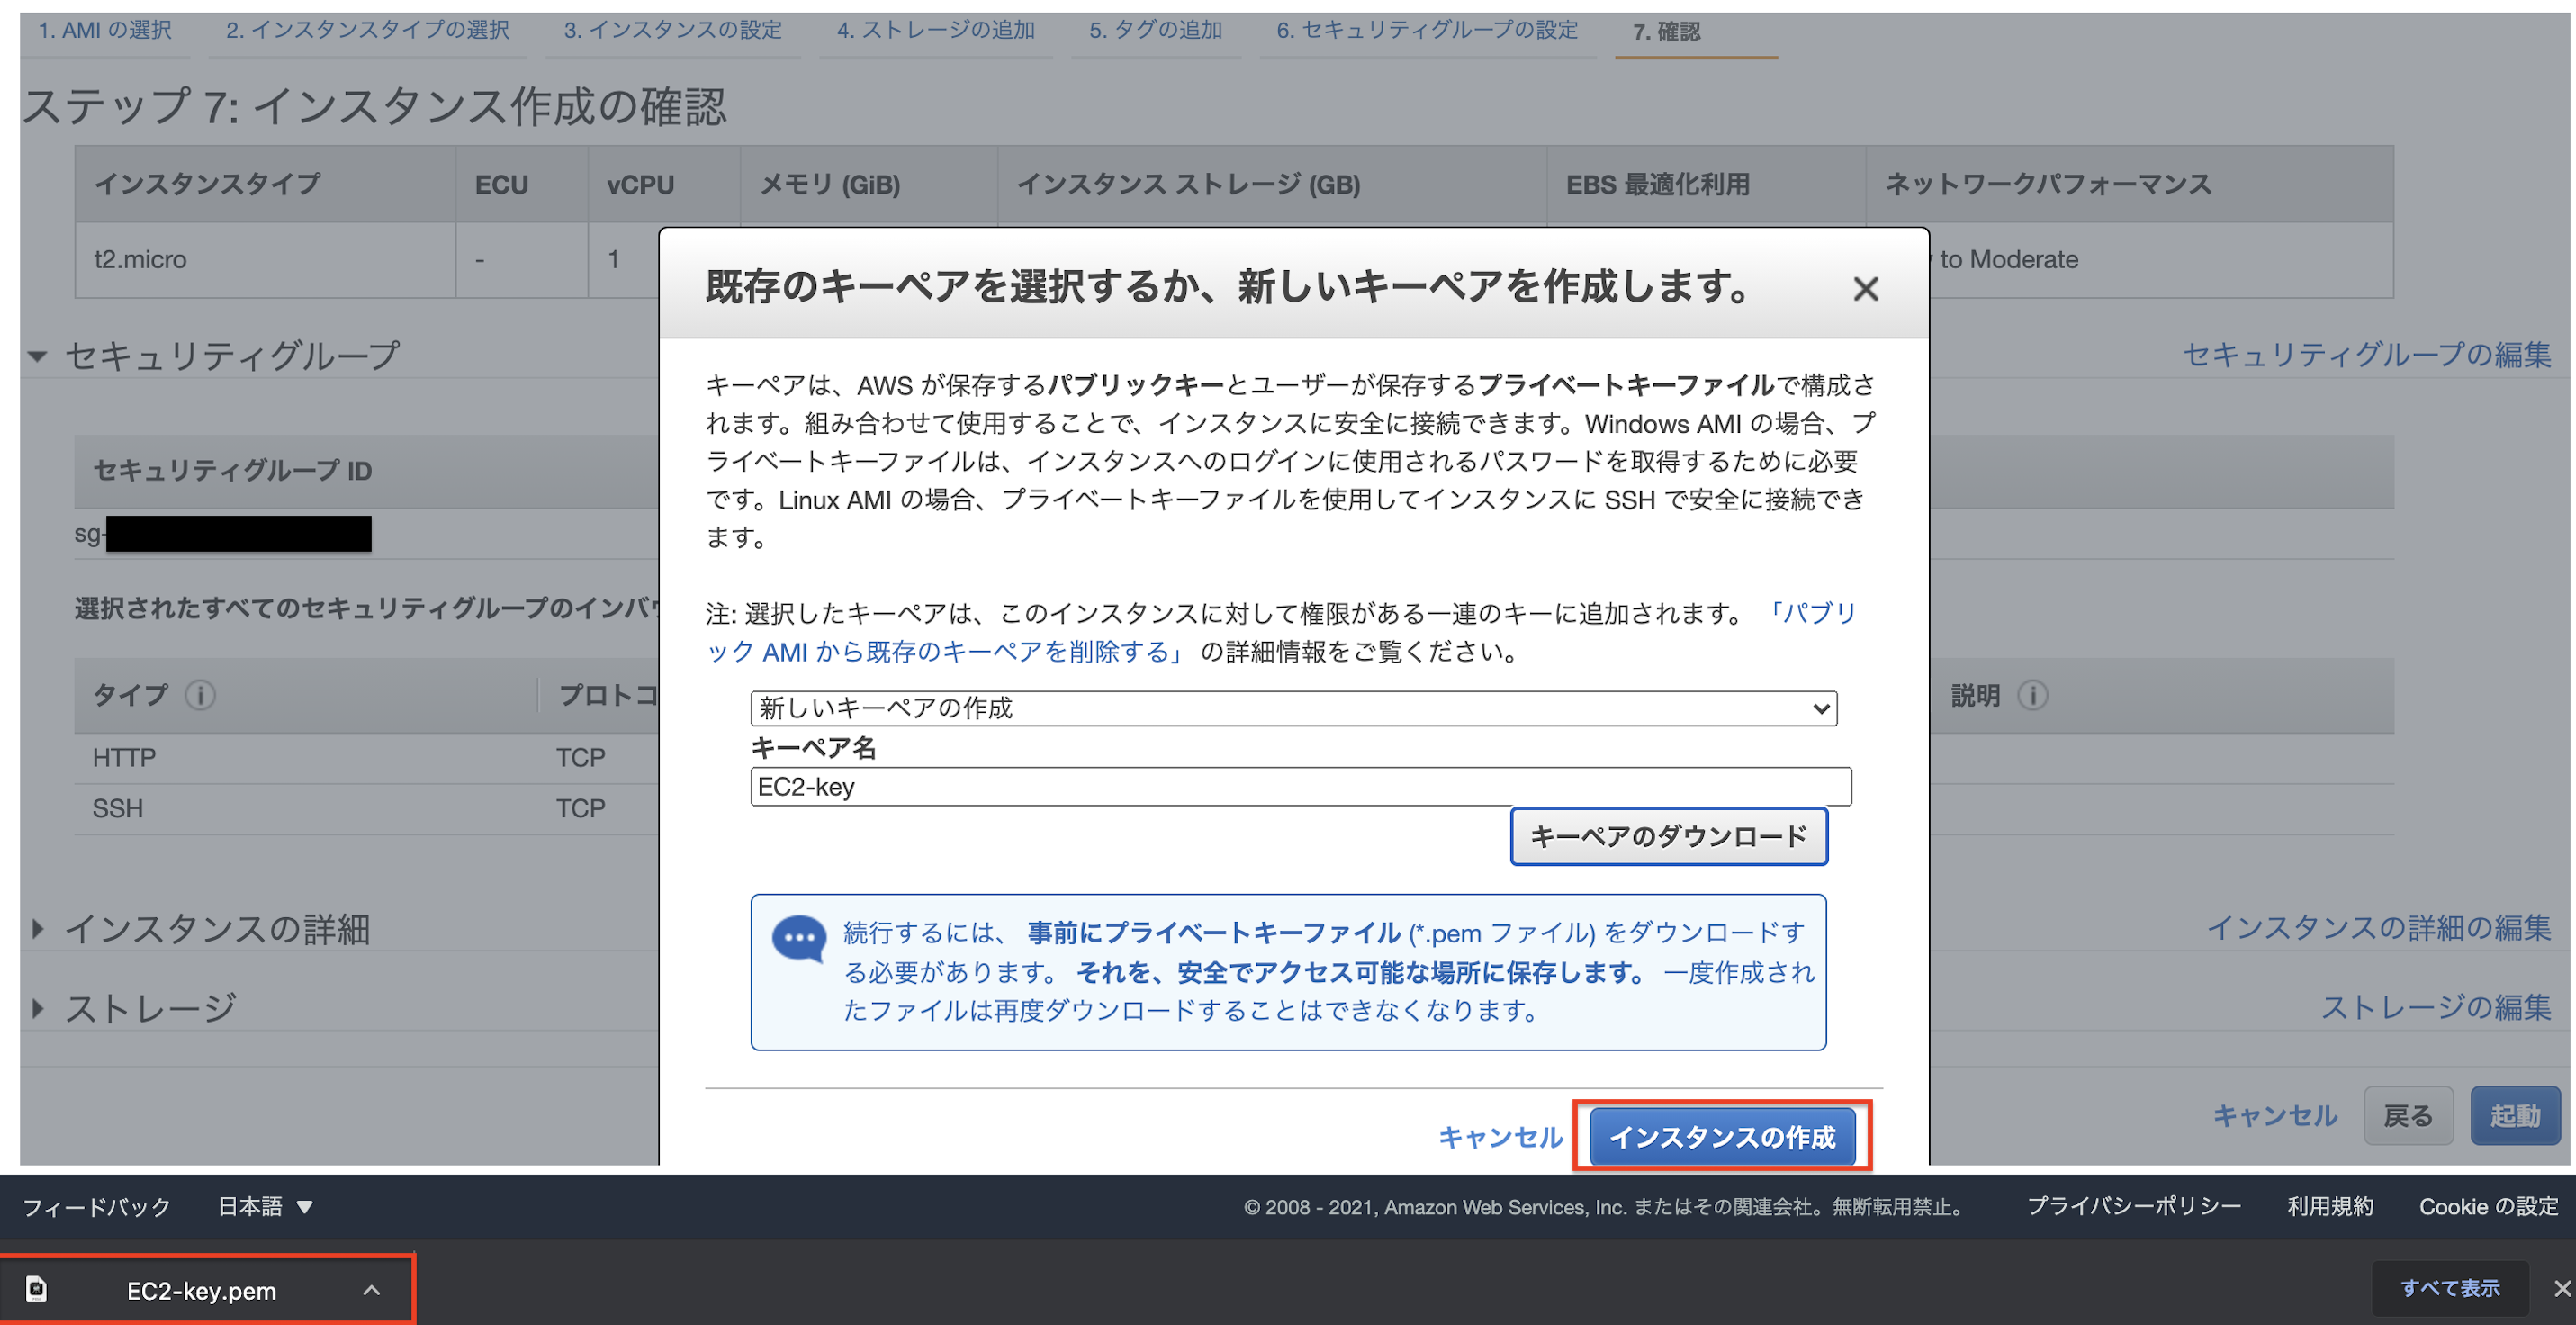 1. AMI の選択 2. インスタンスタイプの選択 3. インスタンスの設定 4. ストレージの追加 5. タグの追加 6. セキュリティグループの設定 7. 確認
ステップ 7: インスタンス作成の確認
インスタンスタイプ ECU vCPU メモリ (GiB) インスタンス ストレージ (GB) EBS 最適化利用 ネットワークパフォーマンス
t2.micro - 1 to Moderate
セキュリティグループ セキュリティグループの編集
セキュリティグループ ID
sg-
選択されたすべてのセキュリティグループのインバ
タイプ プロトコ 説明
HTTP TCP
SSH TCP
インスタンスの詳細 インスタンスの詳細の編集
ストレージ ストレージの編集
キャンセル 戻る 起動
既存のキーペアを選択するか、新しいキーペアを作成します。
キーペアは、AWS が保存するパブリックキーとユーザーが保存するプライベートキーファイルで構成さ
れます。組み合わせて使用することで、インスタンスに安全に接続できます。Windows AMI の場合、プ
ライベートキーファイルは、インスタンスへのログインに使用されるパスワードを取得するために必要
です。Linux AMI の場合、プライベートキーファイルを使用してインスタンスに SSH で安全に接続でき
ます。
注: 選択したキーペアは、このインスタンスに対して権限がある一連のキーに追加されます。 「パブリ
ック AMI から既存のキーペアを削除する」 の詳細情報をご覧ください。
新しいキーペアの作成
キーペア名
EC2-key
キーペアのダウンロード
続行するには、 事前にプライベートキーファイル (*.pem ファイル) をダウンロードす
る必要があります。 それを、安全でアクセス可能な場所に保存します。 一度作成され
たファイルは再度ダウンロードすることはできなくなります。
キャンセル インスタンスの作成
フィードバック 日本語 © 2008 - 2021, Amazon Web Services, Inc. またはその関連会社。無断転用禁止。 プライバシーポリシー 利用規約 Cookie の設定
EC2-key.pem すべて表示